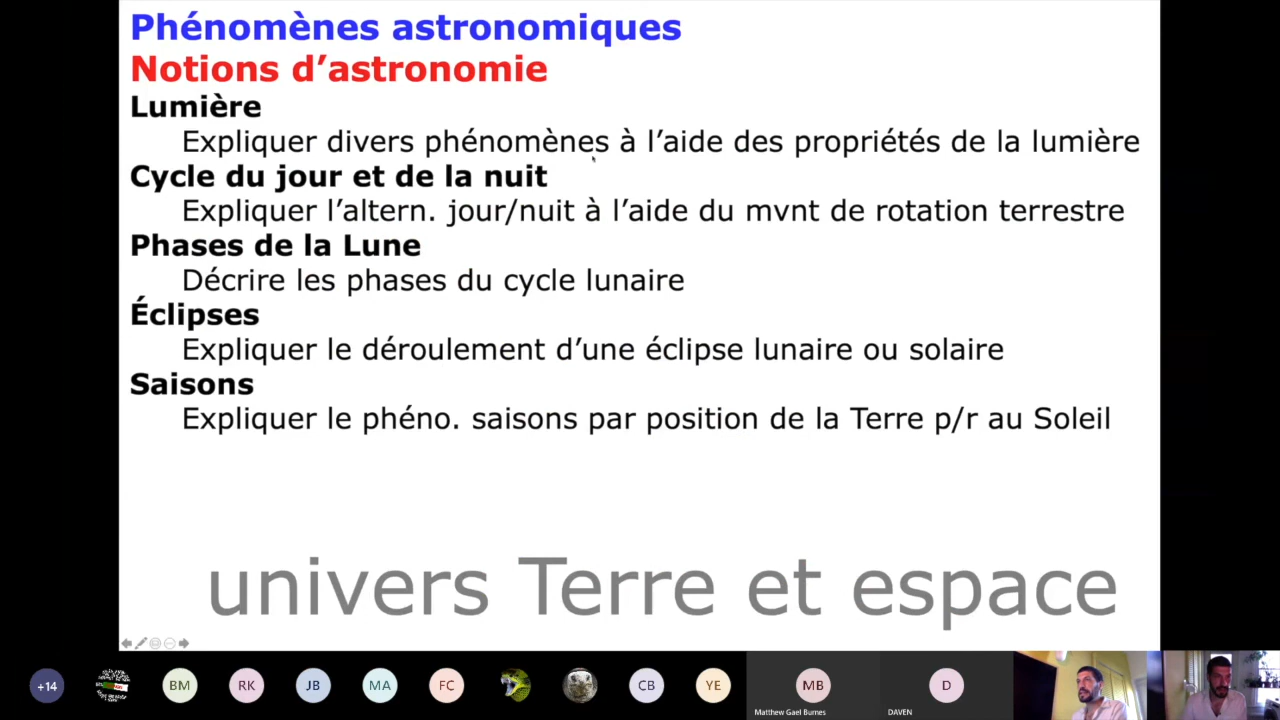 Phénomènes astronomiques
Notions d’astronomie
Lumière
Expliquer divers phénomènes à l’aide des propriétés de la lumière
Cycle du jour et de la nuit
Expliquer l’altern. jour/nuit à l’aide du mvnt de rotation terrestre
Phases de la Lune
Décrire les phases du cycle lunaire
Éclipses
Expliquer le déroulement d’une éclipse lunaire ou solaire
Saisons
Expliquer le phéno. saisons par position de la Terre p/r au Soleil
univers Terre et espace
+14 BM RK JB MA FC CB YE MB D
Matthew Gael Burnes DAVEN